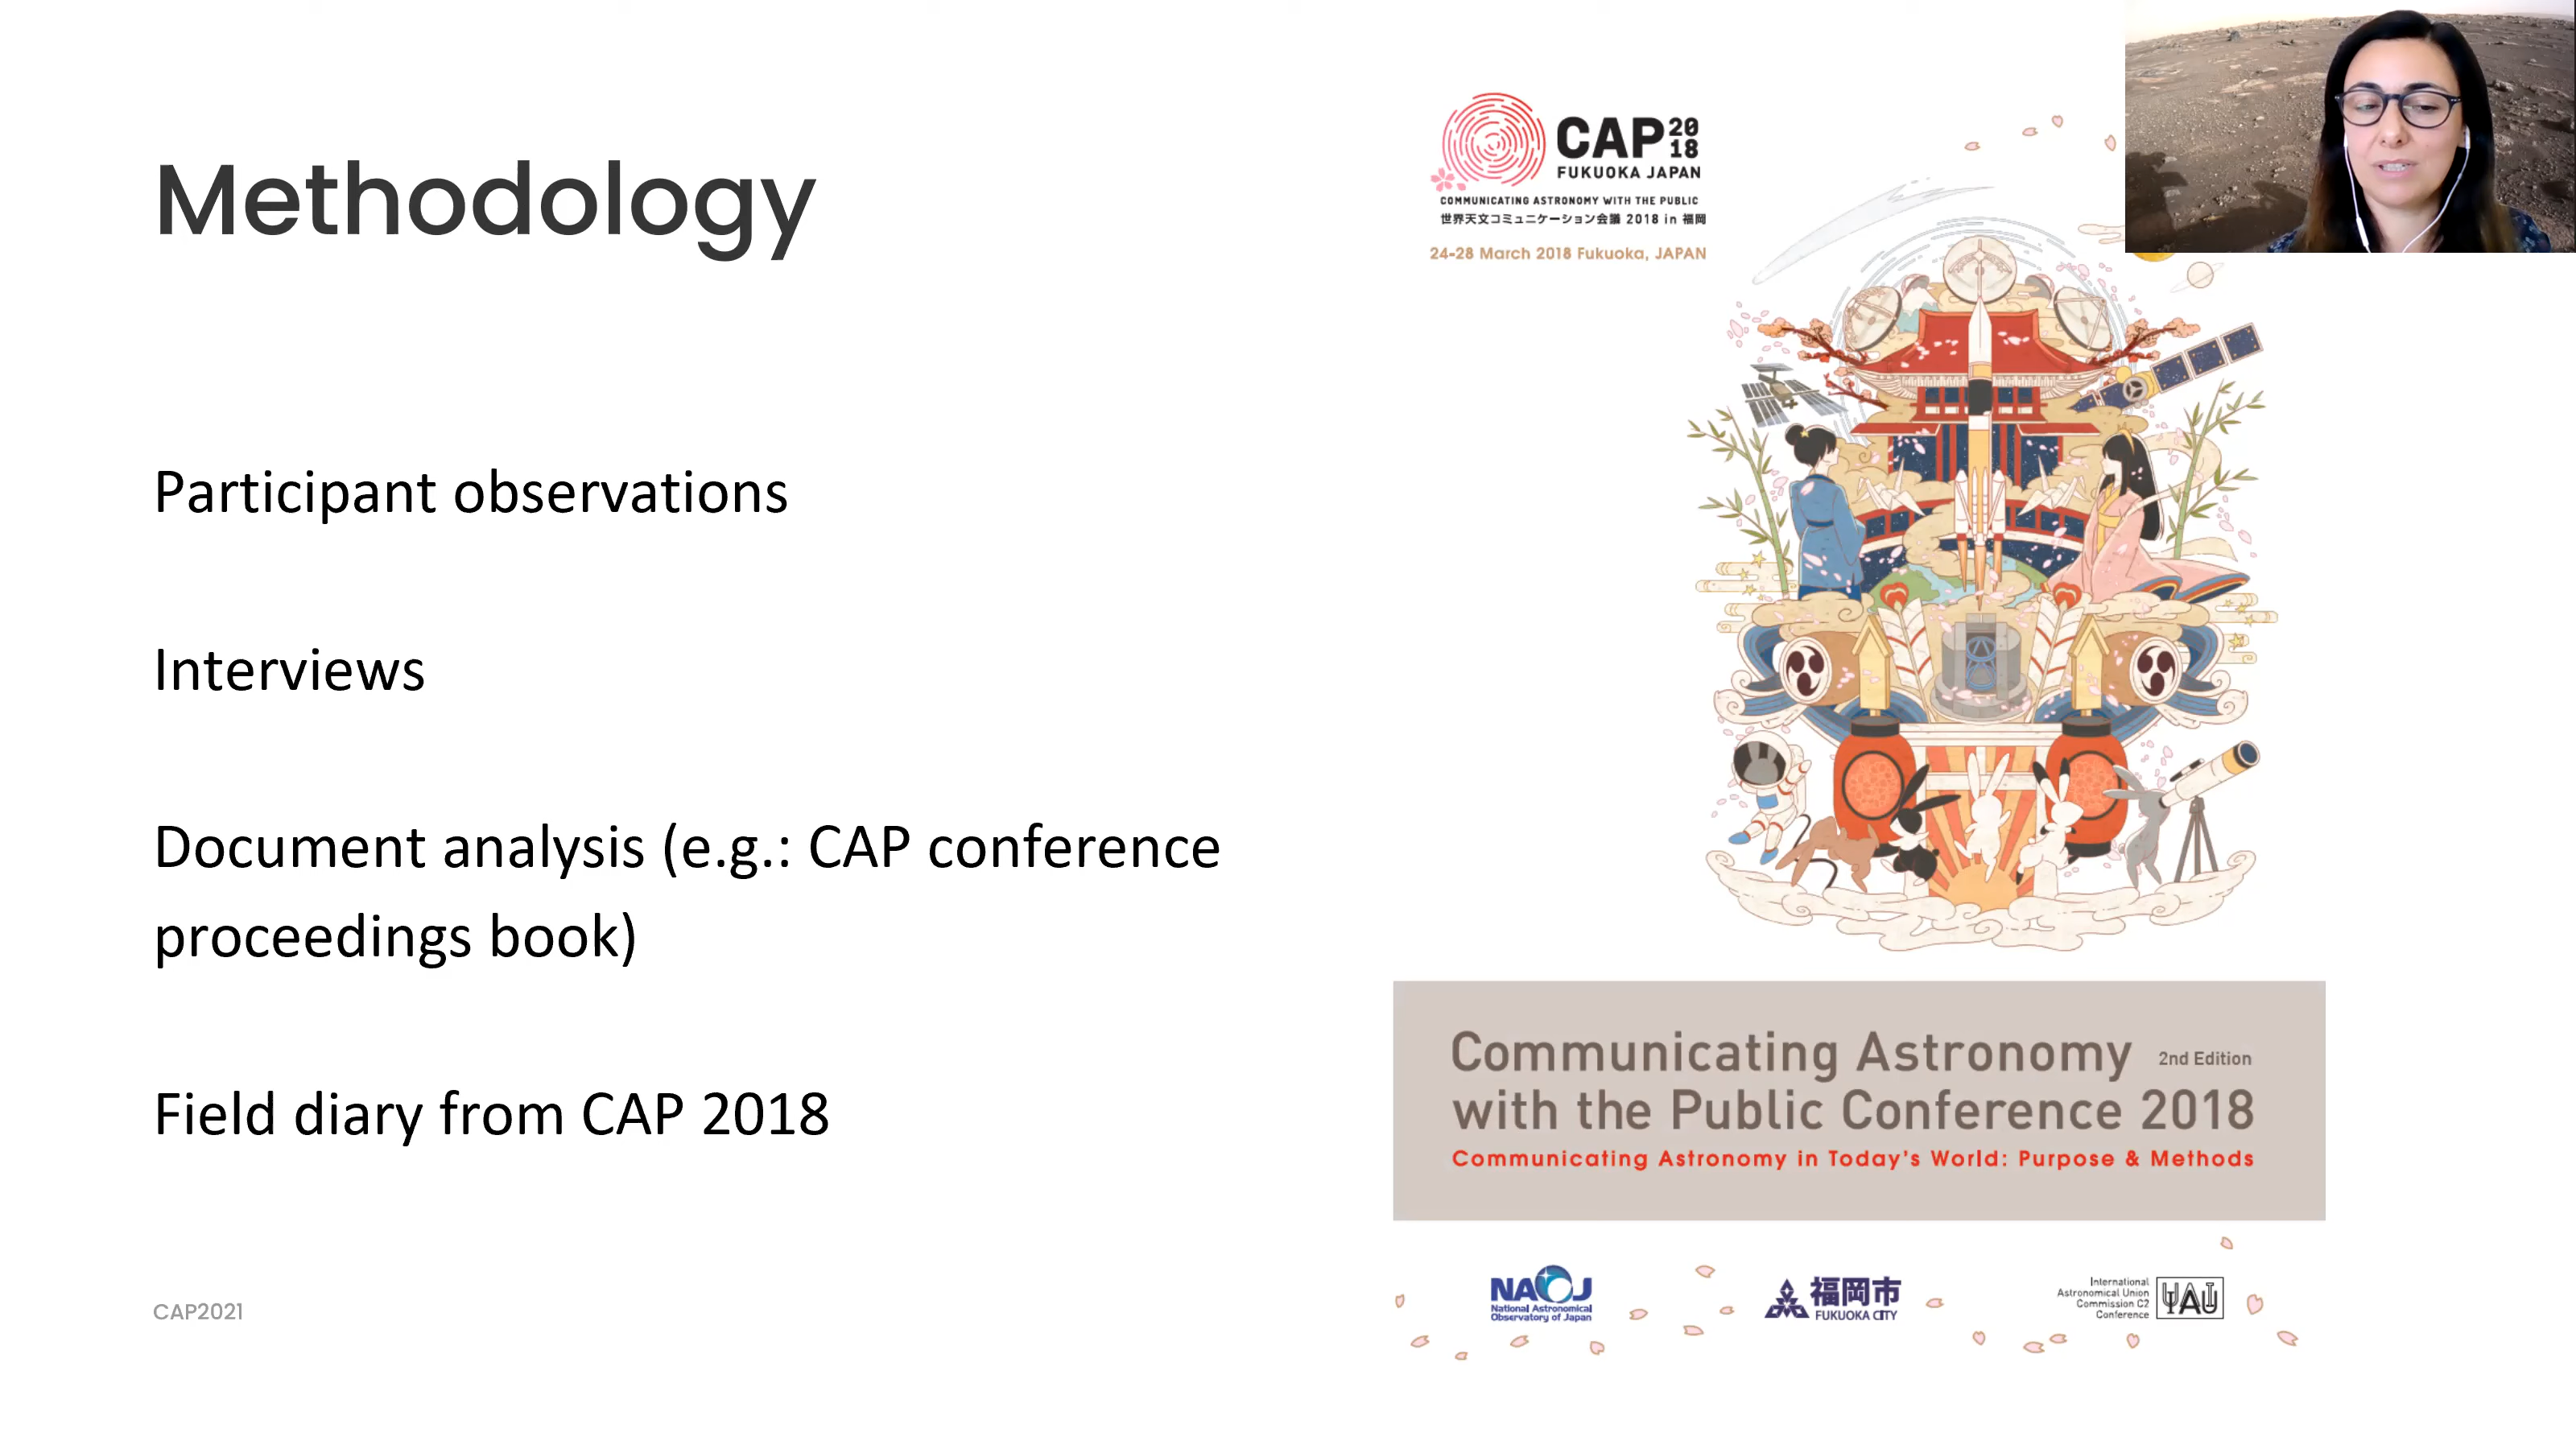 Methodology
Participant observations
Interviews
Document analysis (e.g.: CAP conference
proceedings book)
Field diary from CAP 2018
CAP2021
CAP 20
18
FUKUOKA JAPAN
COMMUNICATING ASTRONOMY WITH THE PUBLIC
世界天文コミュニケーション会議 2018 in 福岡
24-28 March 2018 Fukuoka, JAPAN
Communicating Astronomy 2nd Edition
with the Public Conference 2018
Communicating Astronomy in Today's World: Purpose & Methods
NAOJ
National Astronomical
Observatory of Japan
福岡市
FUKUOKA CITY
International
Astronomical Union
Commission C2
Conference
IAU